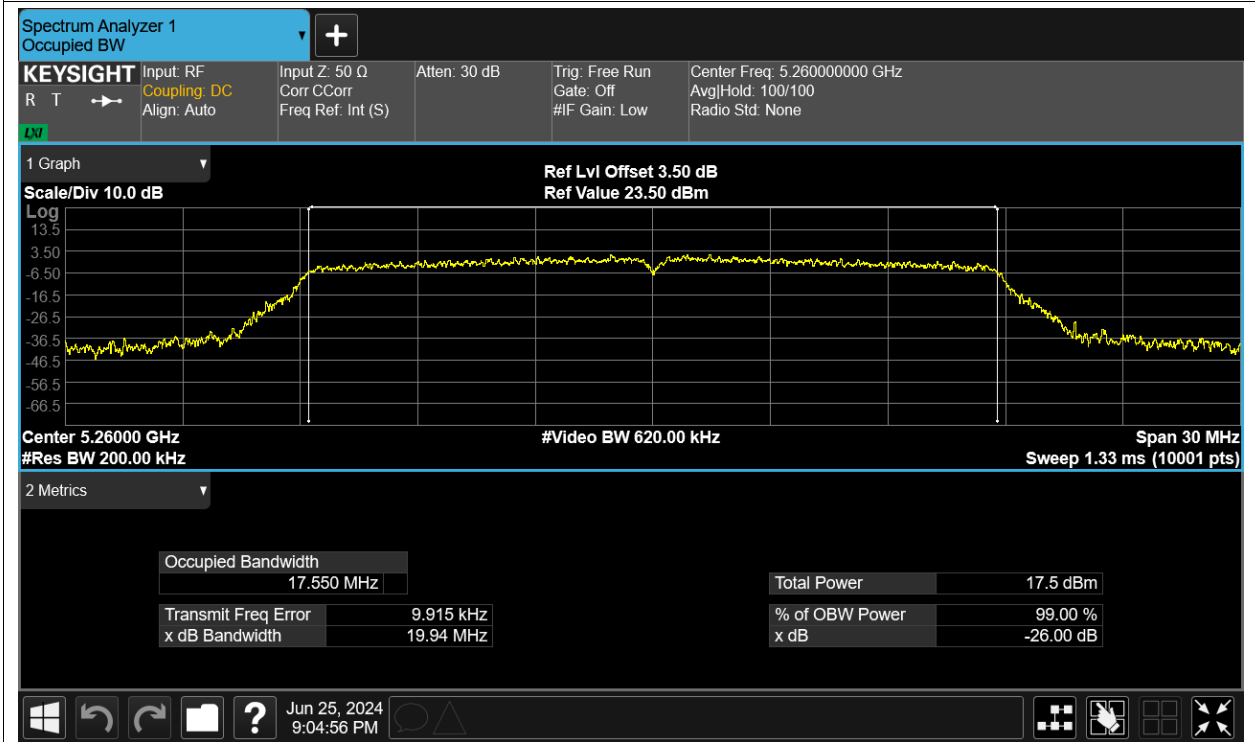 Spectrum Analyzer 1
Occupied BW
KEYSIGHT
R T
LXI
Input: RF
Coupling: DC
Align: Auto
Input Z: 50 Ω
Corr CCorr
Freq Ref: Int (S)
Atten: 30 dB
Trig: Free Run
Gate: Off
#IF Gain: Low
Center Freq: 5.260000000 GHz
Avg|Hold: 100/100
Radio Std: None
1 Graph
Ref Lvl Offset 3.50 dB
Scale/Div 10.0 dB
Ref Value 23.50 dBm
Log
13.5
3.50
-6.50
-16.5
-26.5
-36.5
-46.5
-56.5
-66.5
Center 5.26000 GHz
#Video BW 620.00 kHz
Span 30 MHz
#Res BW 200.00 kHz
Sweep 1.33 ms (10001 pts)
2 Metrics
Occupied Bandwidth
17.550 MHz
Total Power 17.5 dBm
Transmit Freq Error 9.915 kHz
% of OBW Power 99.00 %
x dB Bandwidth 19.94 MHz
x dB -26.00 dB
?
Jun 25, 2024
9:04:56 PM